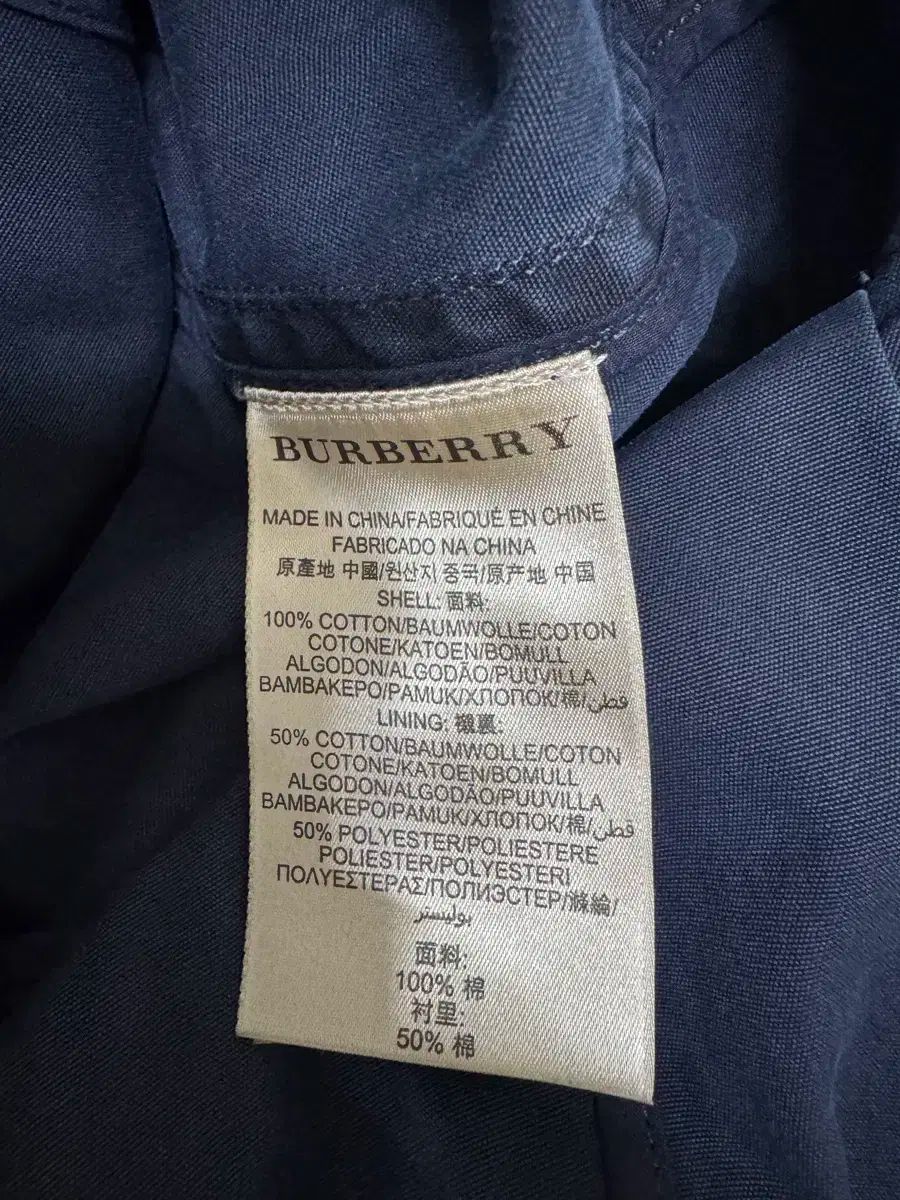 BURBERRY
MADE IN CHINA/FABRIQUÉ EN CHINE
FABRICADO NA CHINA
原產地 中國/원산지 중국/原产地 中国
SHELL: 面料:
100% COTTON/BAUMWOLLE/COTON
COTONE/KATOEN/BOMULL
ALGODON/ALGODÃO/PUUVILLA
BAMBAKEPO/PAMUK/ХЛОПОК/棉/قطن
LINING: 襯裏:
50% COTTON/BAUMWOLLE/COTON
COTONE/KATOEN/BOMULL
ALGODON/ALGODÃO/PUUVILLA
BAMBAKEPO/PAMUK/ХЛОПОК/棉/قطن
50% POLYESTER/POLIESTERE
POLIESTER/POLYESTERI
ΠΟΛΥΕΣΤΕΡΑΣ/ПОЛИЭСТЕР/滌綸/
بوليستر
面料:
100% 棉
衬里:
50% 棉